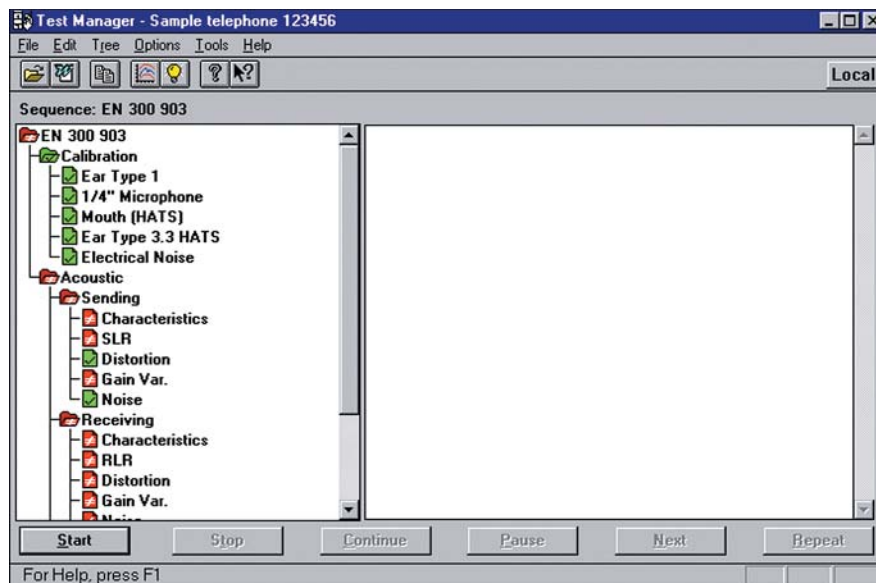 Test Manager - Sample telephone 123456
File Edit Tree Options Tools Help
Local
Sequence: EN 300 903
EN 300 903
Calibration
Ear Type 1
1/4" Microphone
Mouth (HATS)
Ear Type 3.3 HATS
Electrical Noise
Acoustic
Sending
Characteristics
SLR
Distortion
Gain Var.
Noise
Receiving
Characteristics
RLR
Distortion
Gain Var.
Noise
Start Stop Continue Pause Next Repeat
For Help, press F1